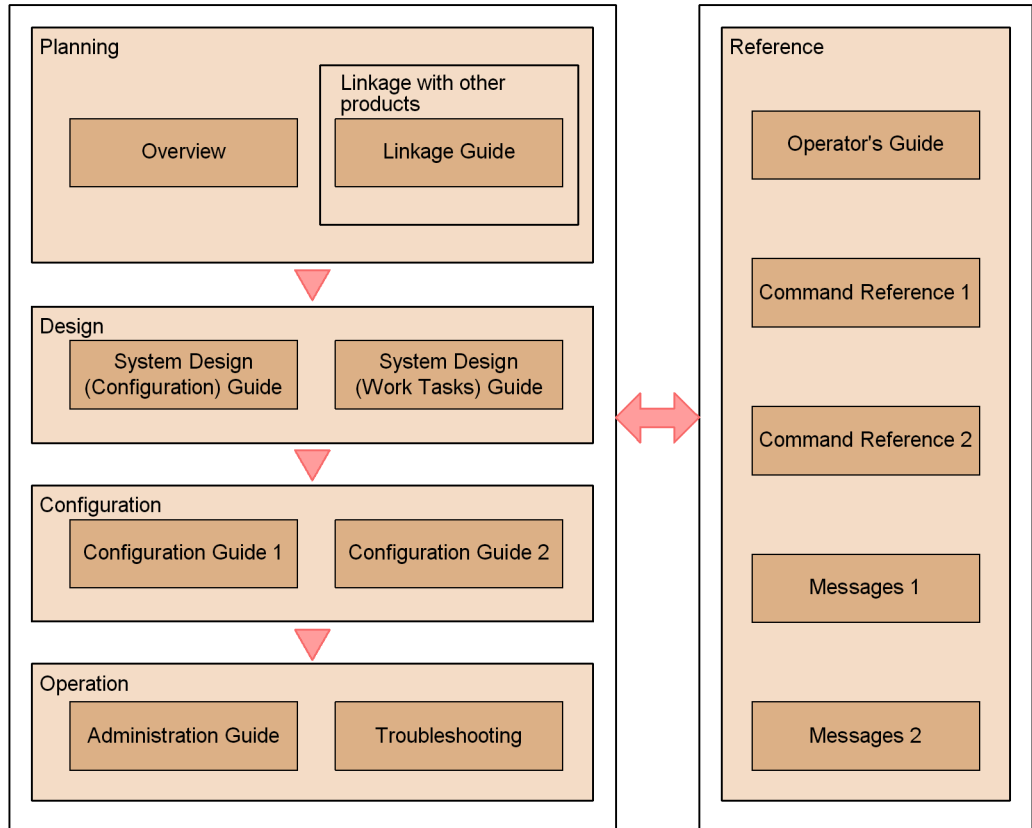 Planning
Linkage with other
products
Overview
Linkage Guide
Design
System Design
(Configuration) Guide
System Design
(Work Tasks) Guide
Configuration
Configuration Guide 1
Configuration Guide 2
Operation
Administration Guide
Troubleshooting
Reference
Operator's Guide
Command Reference 1
Command Reference 2
Messages 1
Messages 2